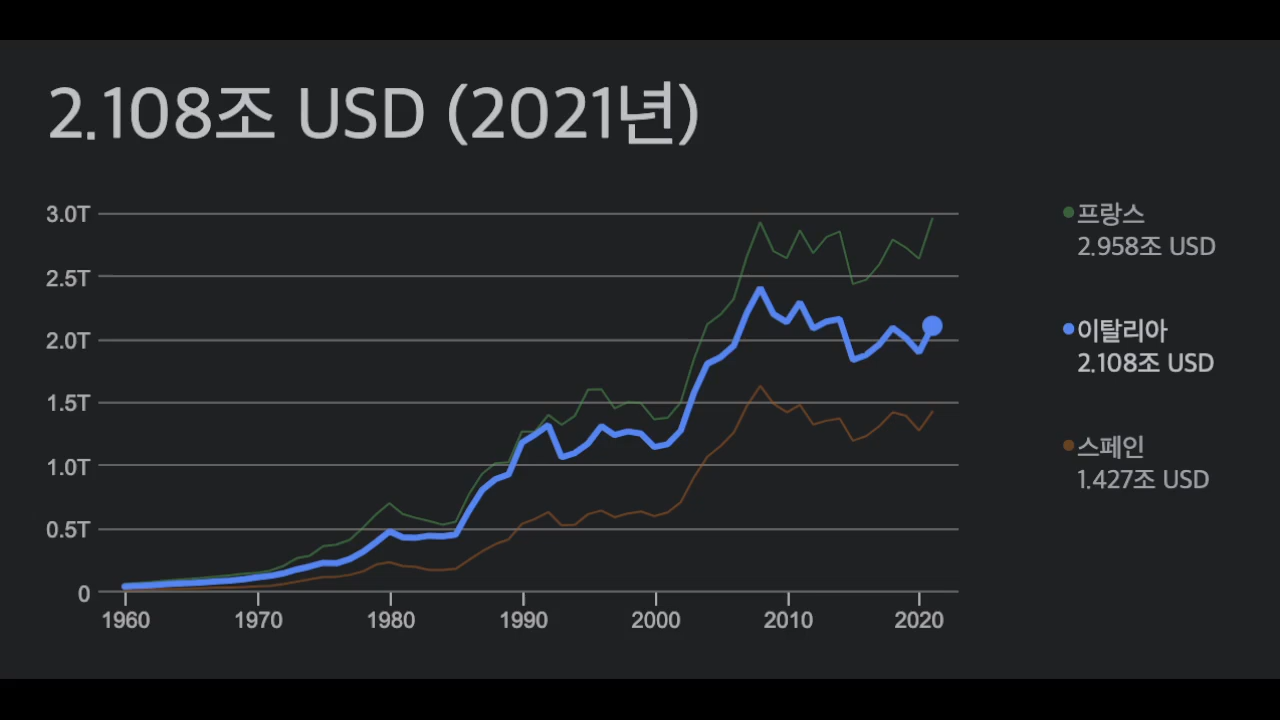 2.108조 USD (2021년)
3.0T
2.5T
2.0T
1.5T
1.0T
0.5T
0
1960 1970 1980 1990 2000 2010 2020
프랑스
2.958조 USD
이탈리아
2.108조 USD
스페인
1.427조 USD